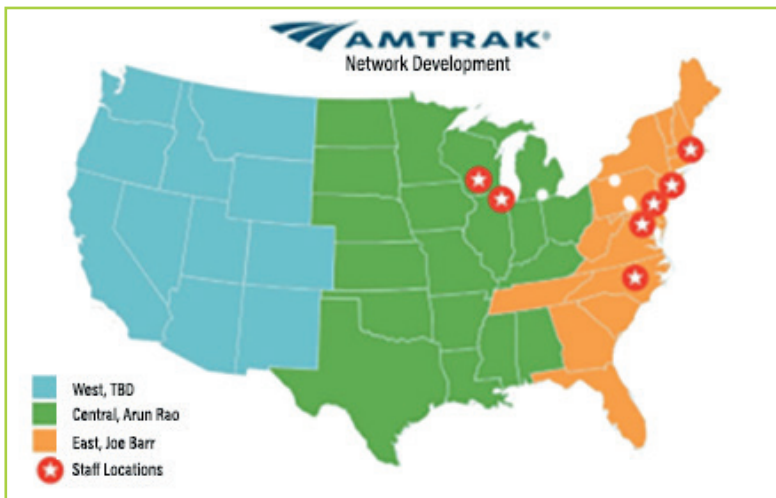 AMTRAK®
Network Development
West, TBD
Central, Arun Rao
East, Joe Barr
Staff Locations